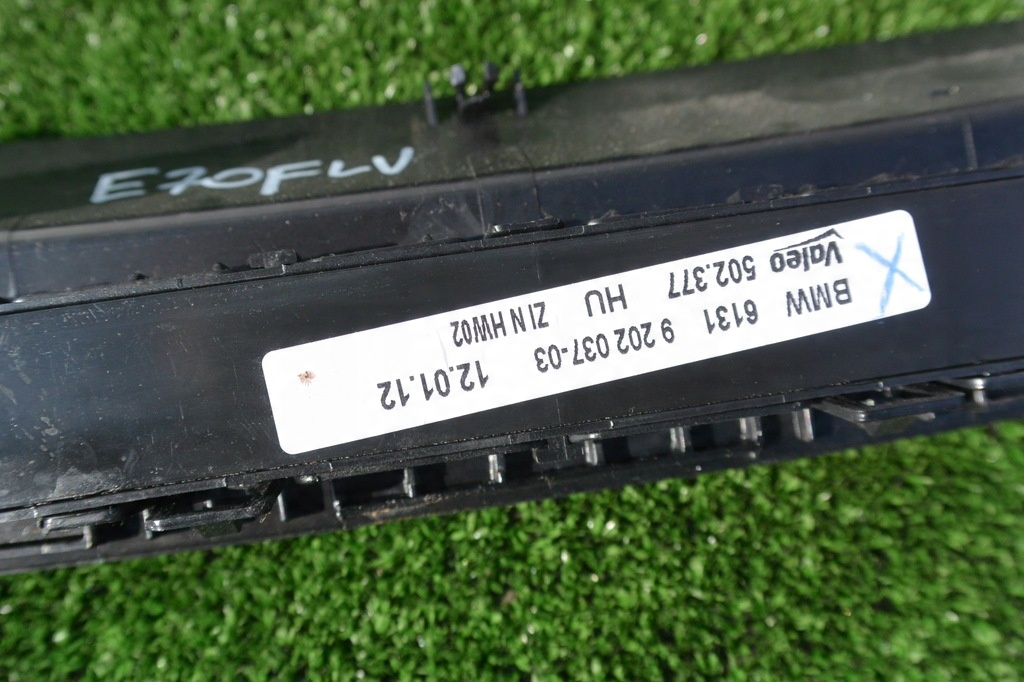 E70FLV
BMW 6131 9 202 037-03 12.01.12
Valeo 502.377 HU ZI N HW02
X